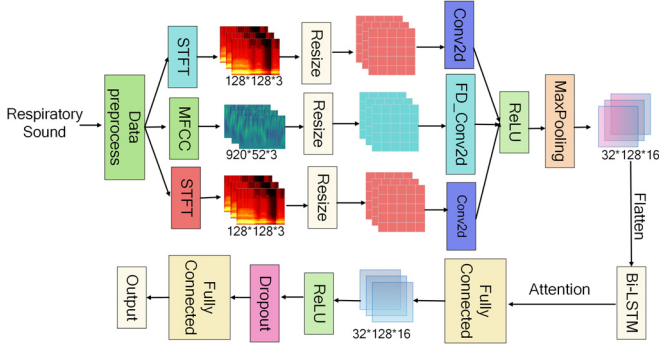 Respiratory
Sound
Data
preprocess
STFT
128*128*3
Resize
Conv2d
MFCC
920*52*3
Resize
FD_Conv2d
STFT
128*128*3
Resize
Conv2d
ReLU
MaxPooling
32*128*16
Flatten
Bi-LSTM
Attention
Fully
Connected
32*128*16
ReLU
Dropout
Fully
Connected
Output